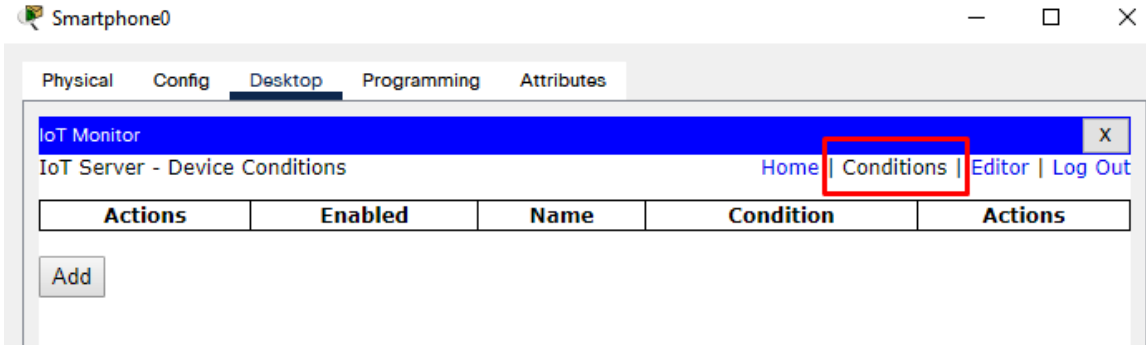 Smartphone0
Physical Config Desktop Programming Attributes
IoT Monitor X
IoT Server - Device Conditions Home | Conditions | Editor | Log Out
Actions Enabled Name Condition Actions
Add